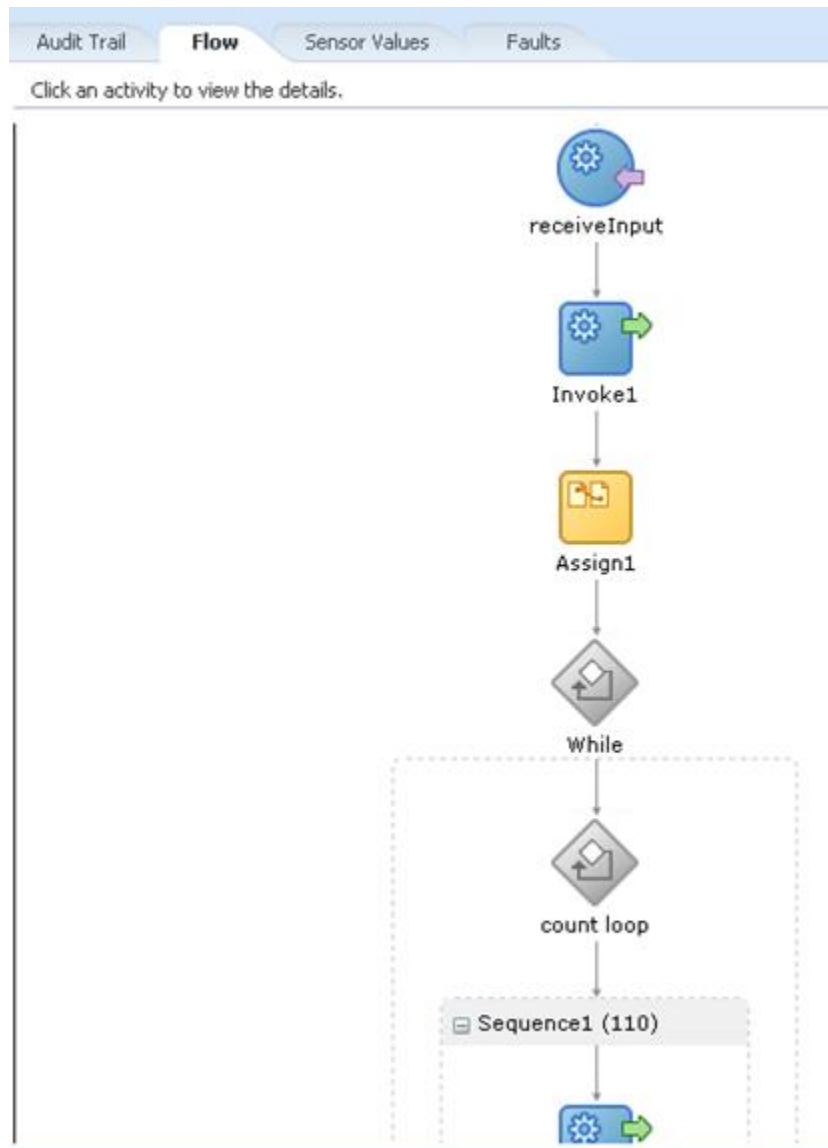 Audit Trail Flow Sensor Values Faults
Click an activity to view the details.
receiveInput
Invoke1
Assign1
While
count loop
Sequence1 (110)